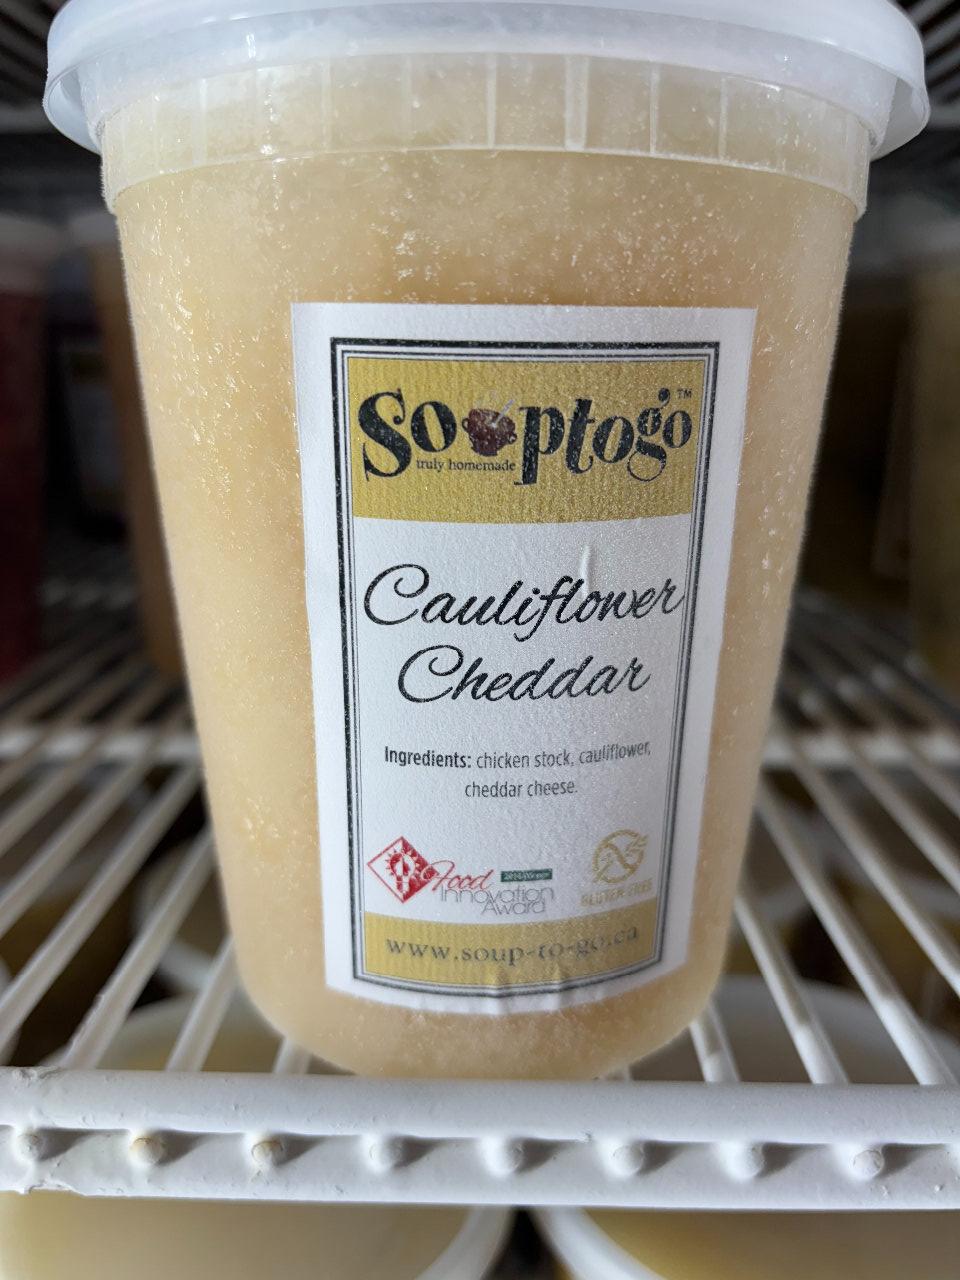 Souptogo™
truly homemade
Cauliflower
Cheddar
Ingredients: chicken stock, cauliflower,
cheddar cheese.
Food
Innovation
Award
GLUTEN FREE
www.soup-to-go.ca